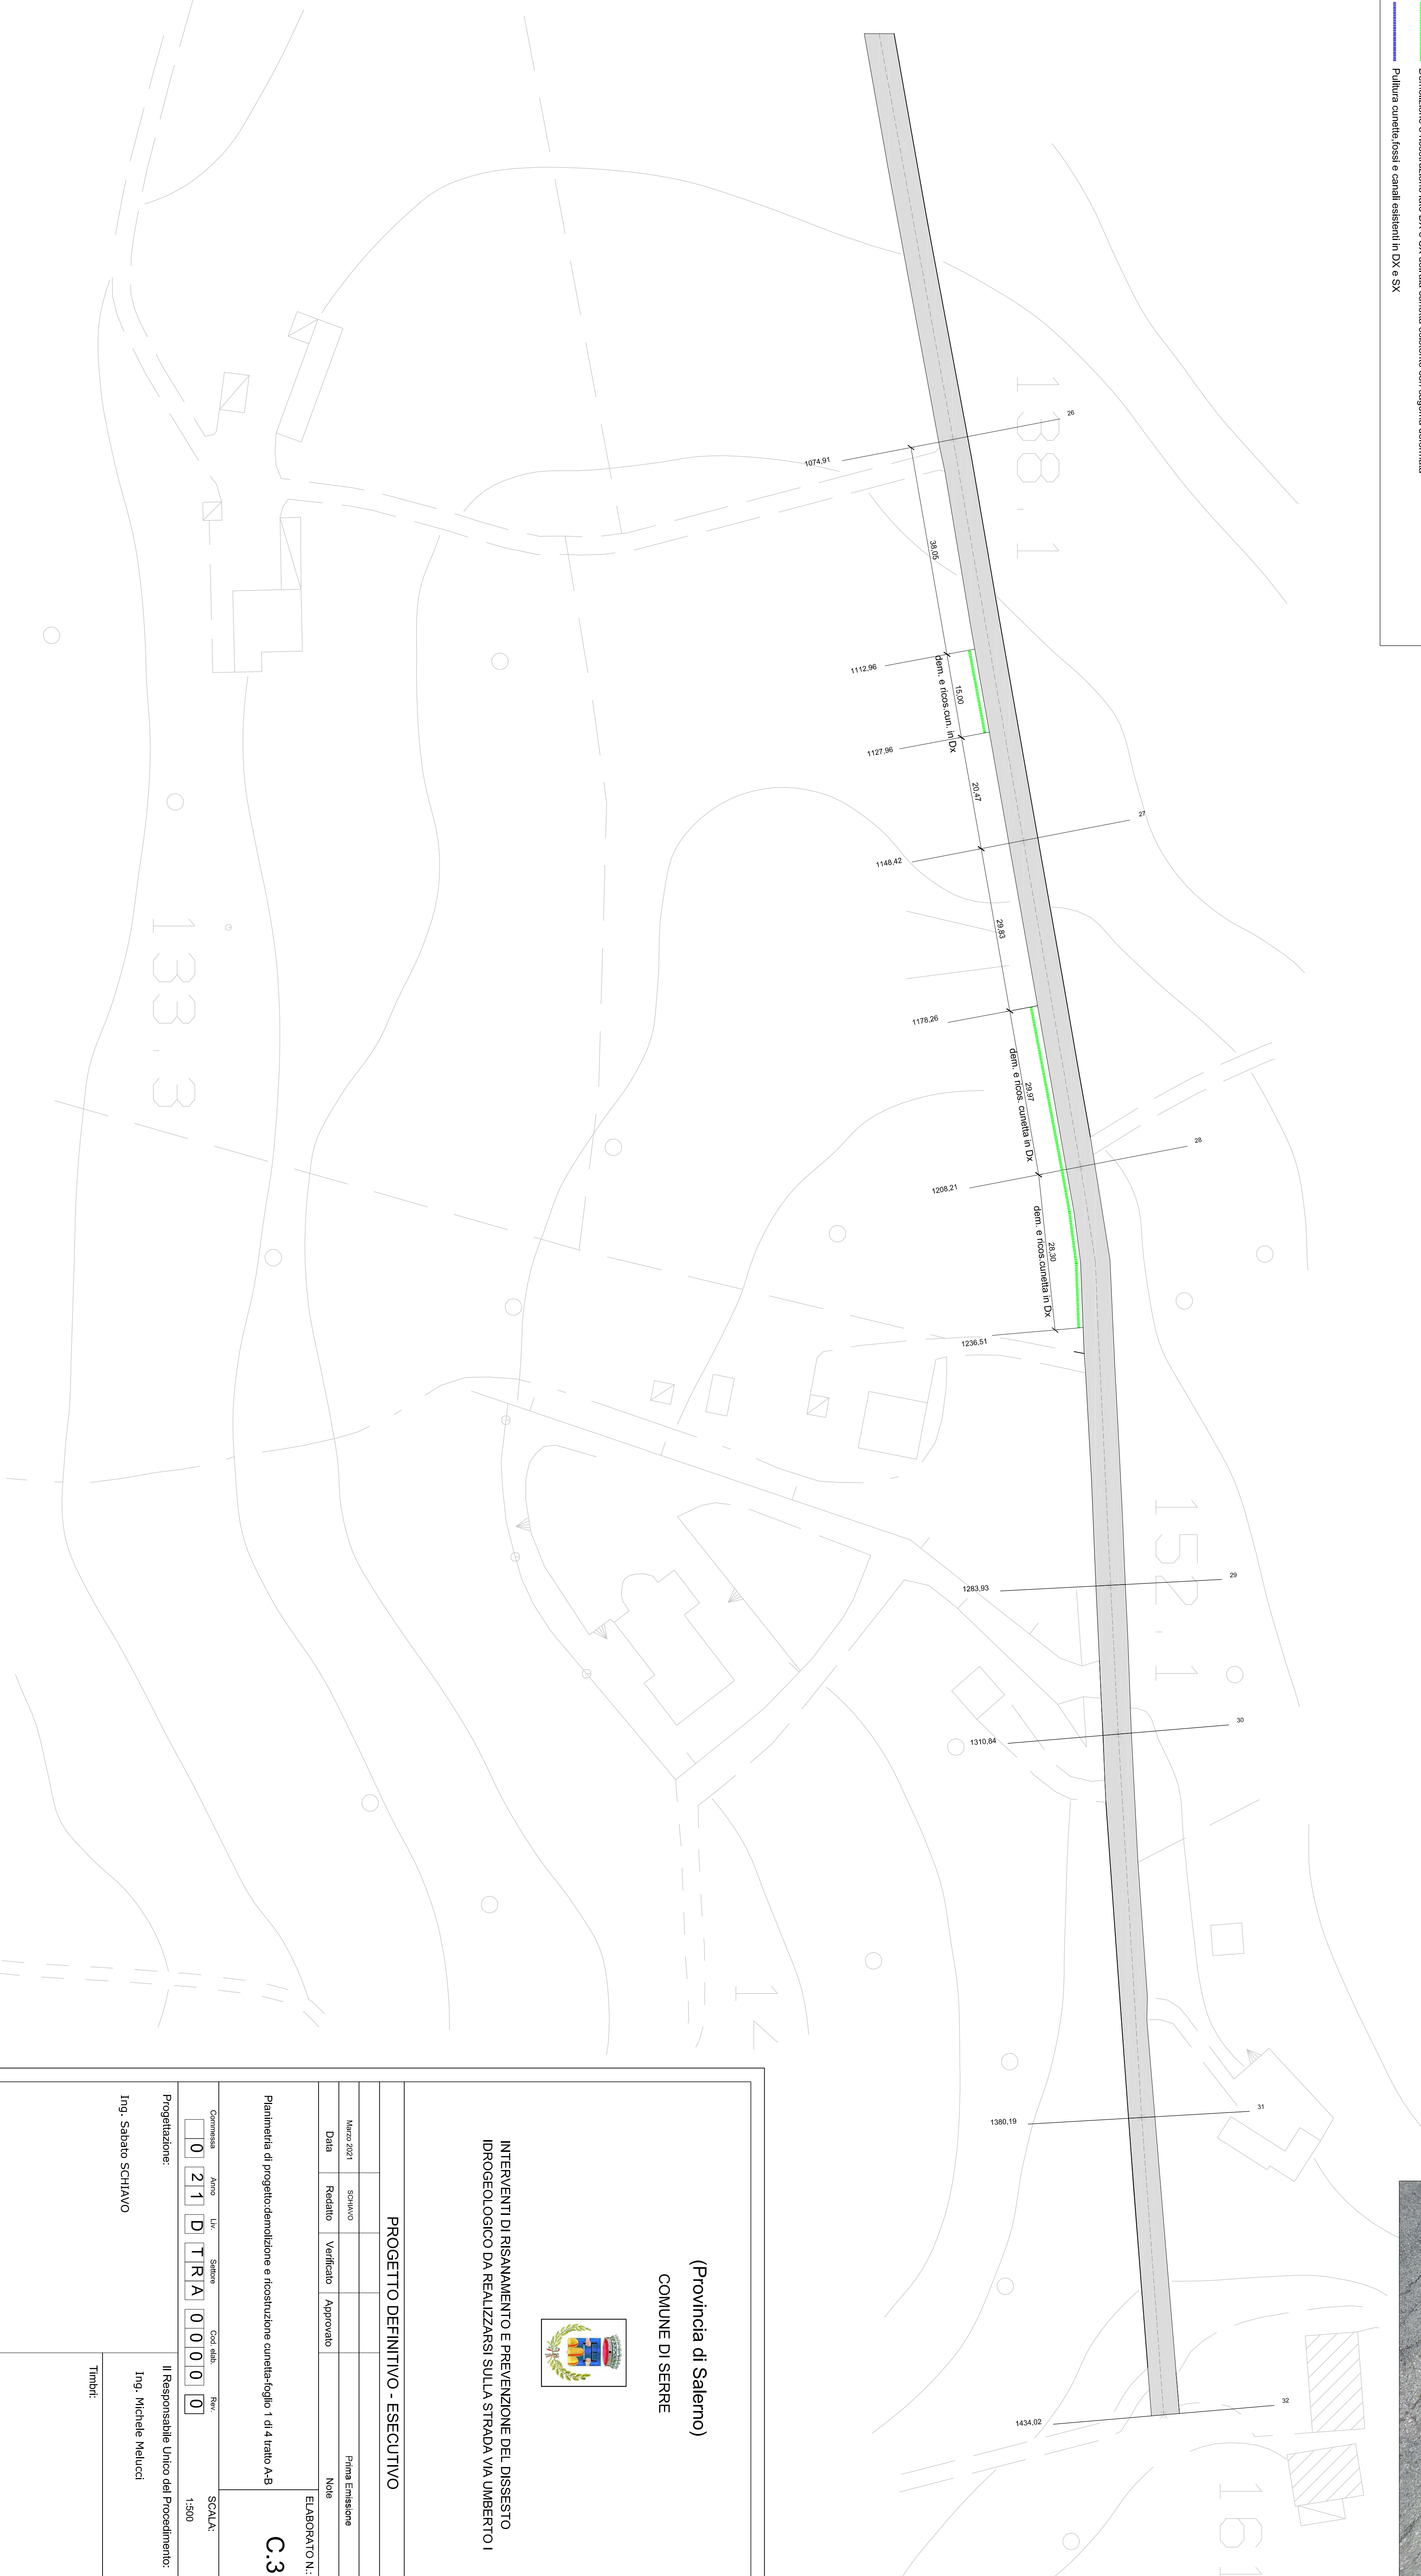 Pulitura cunette,fossi e canali esistenti in DX e SX
188.1
26
1074,91
38,05
1112,96
15,00
dem. e ricos.cun. in Dx
1127,96
20,47
27
1148,42
29,83
133.3
1178,26
29,97
dem. e ricos. cunetta in Dx
28
1208,21
28,30
dem. e ricos.cunetta in Dx
1236,51
152.1
29
1283,93
30
1310,84
31
1380,19
32
1434,02
(Provincia di Salerno)
COMUNE DI SERRE
INTERVENTI DI RISANAMENTO E PREVENZIONE DEL DISSESTO
IDROGEOLOGICO DA REALIZZARSI SULLA STRADA VIA UMBERTO I
PROGETTO DEFINITIVO - ESECUTIVO
Marzo 2021 SCHIAVO Prima Emissione
Data Redatto Verificato Approvato Note
ELABORATO N.:
Planimetria di progetto:demolizione e ricostruzione cunetta-foglio 1 di 4 tratto A-B
C.3
Commessa Anno Liv. Settore Cod. elab. Rev. SCALA:
0 2 1 D T R A 0 0 0 0 0 1:500
Progettazione: Il Responsabile Unico del Procedimento:
Ing. Michele Melucci
Ing. Sabato SCHIAVO
Timbri: